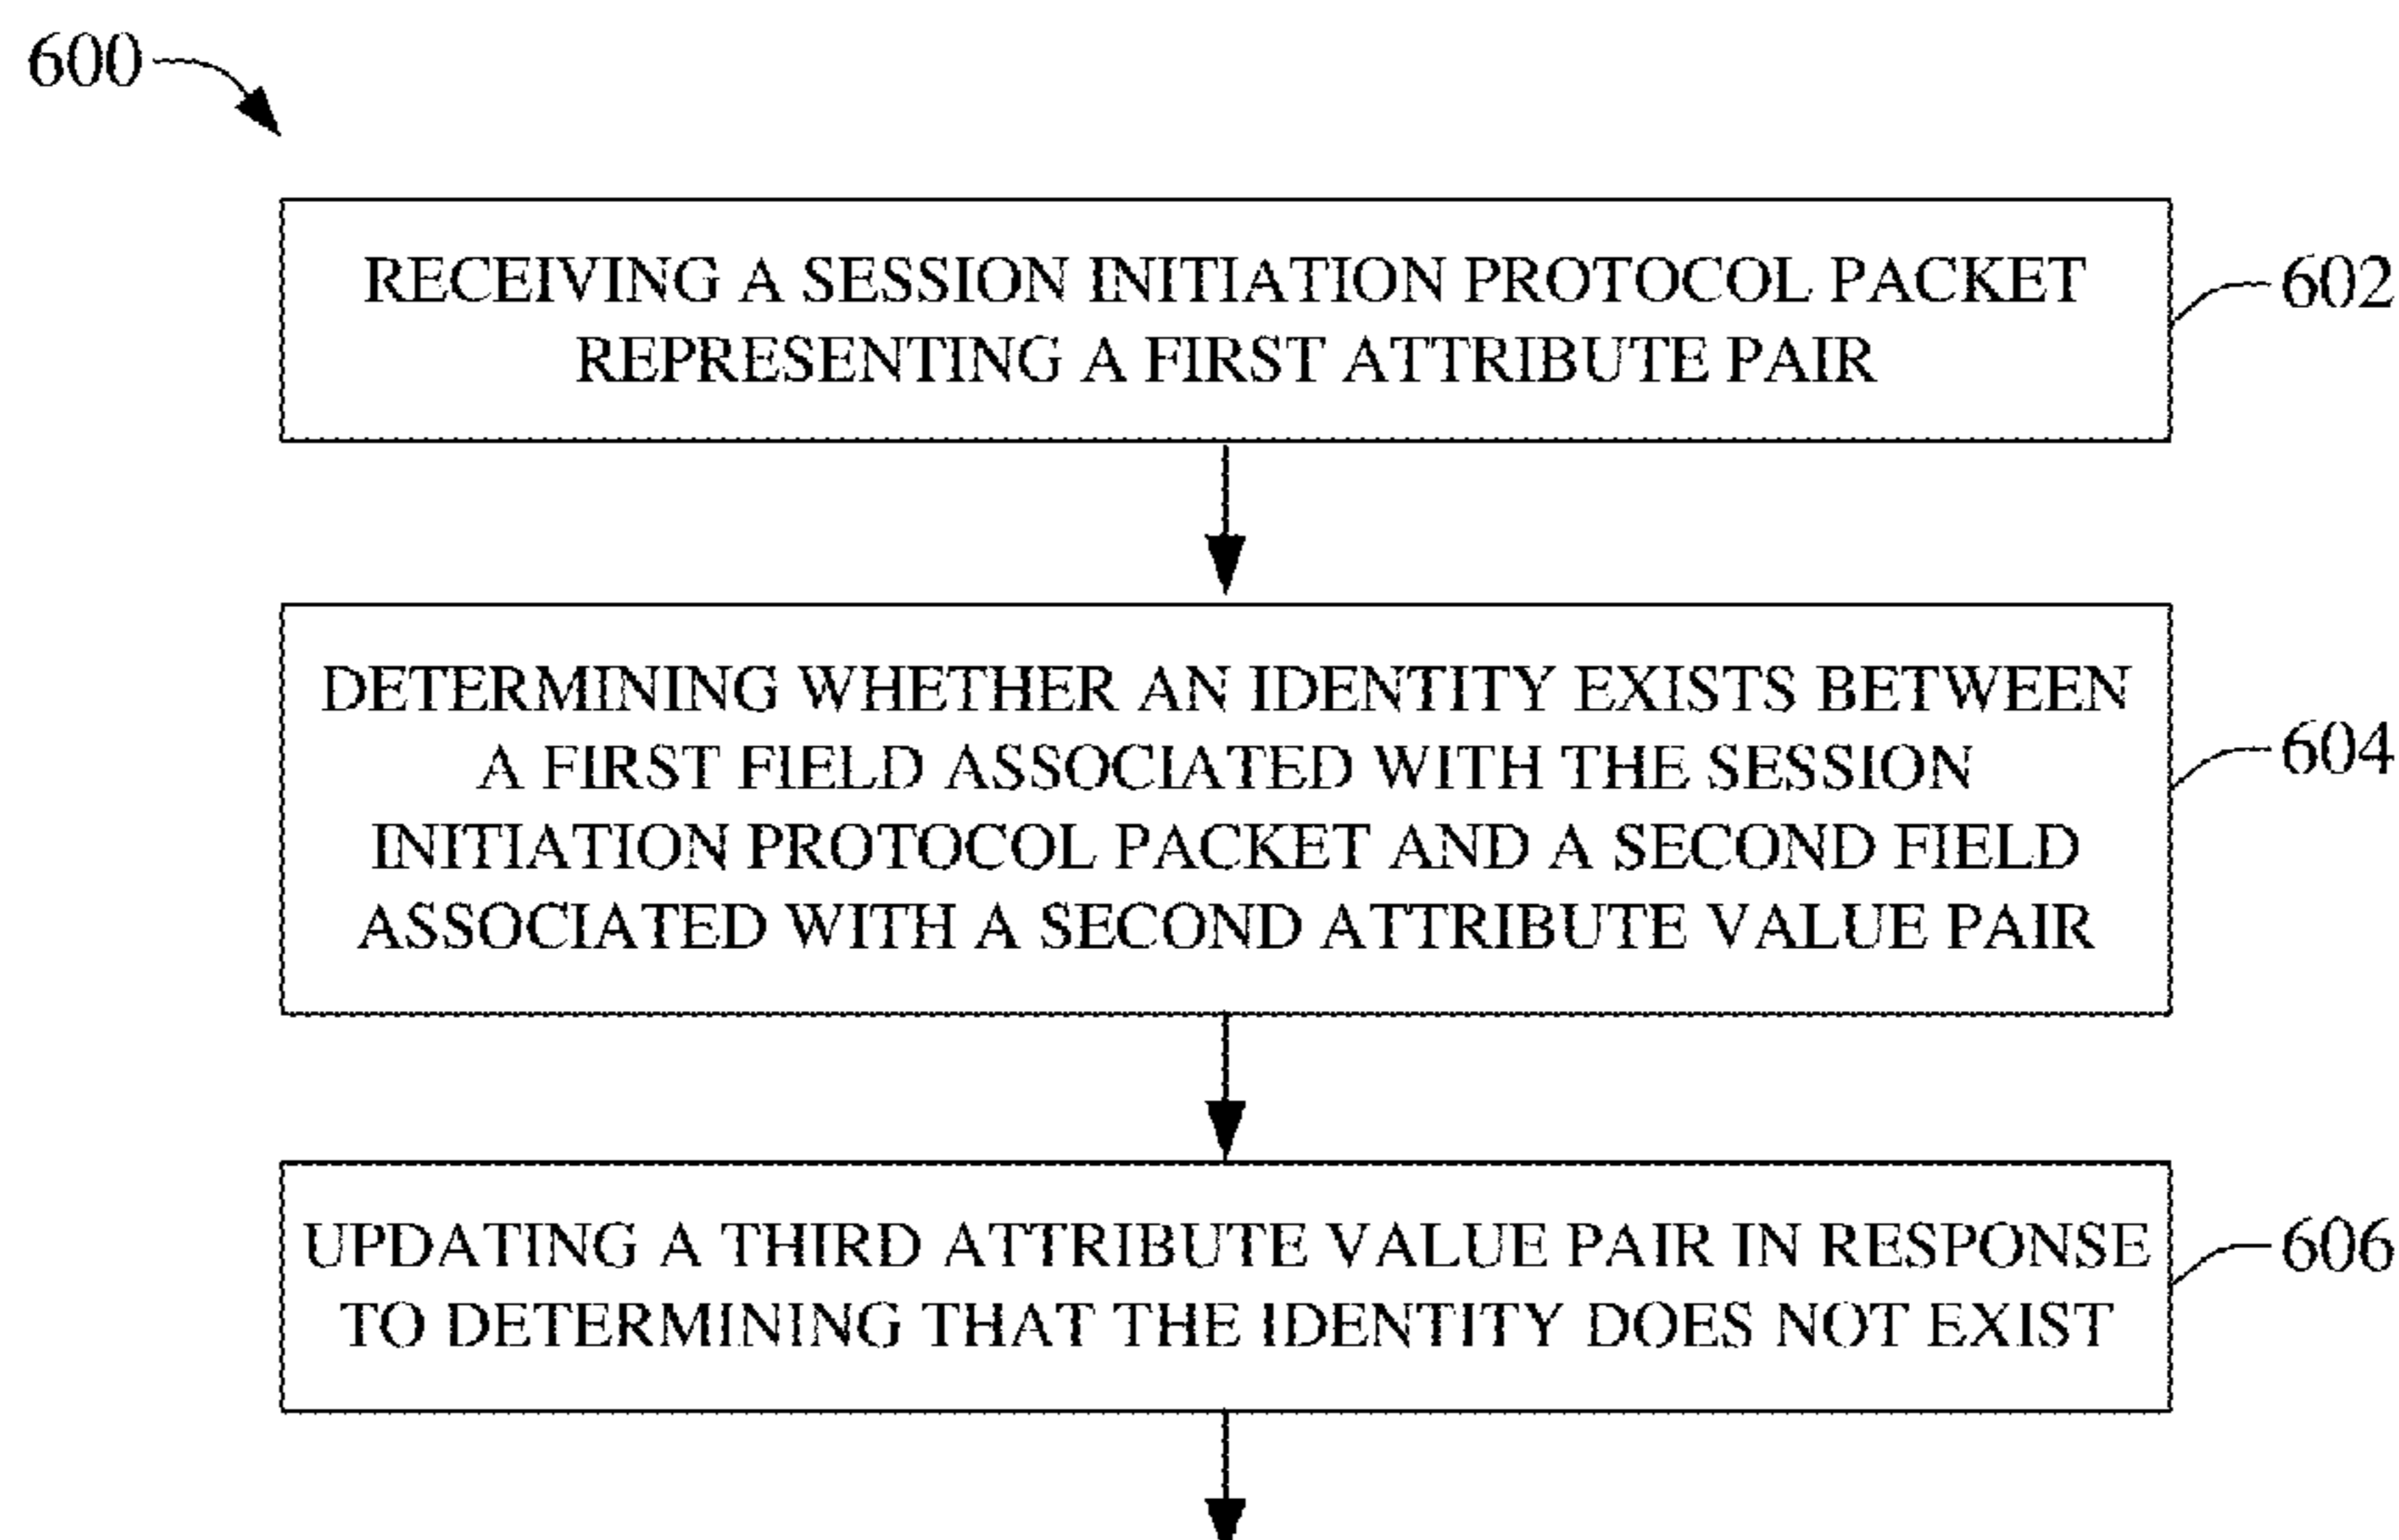 600
RECEIVING A SESSION INITIATION PROTOCOL PACKET
REPRESENTING A FIRST ATTRIBUTE PAIR
602
DETERMINING WHETHER AN IDENTITY EXISTS BETWEEN
A FIRST FIELD ASSOCIATED WITH THE SESSION
INITIATION PROTOCOL PACKET AND A SECOND FIELD
ASSOCIATED WITH A SECOND ATTRIBUTE VALUE PAIR
604
UPDATING A THIRD ATTRIBUTE VALUE PAIR IN RESPONSE
TO DETERMINING THAT THE IDENTITY DOES NOT EXIST
606